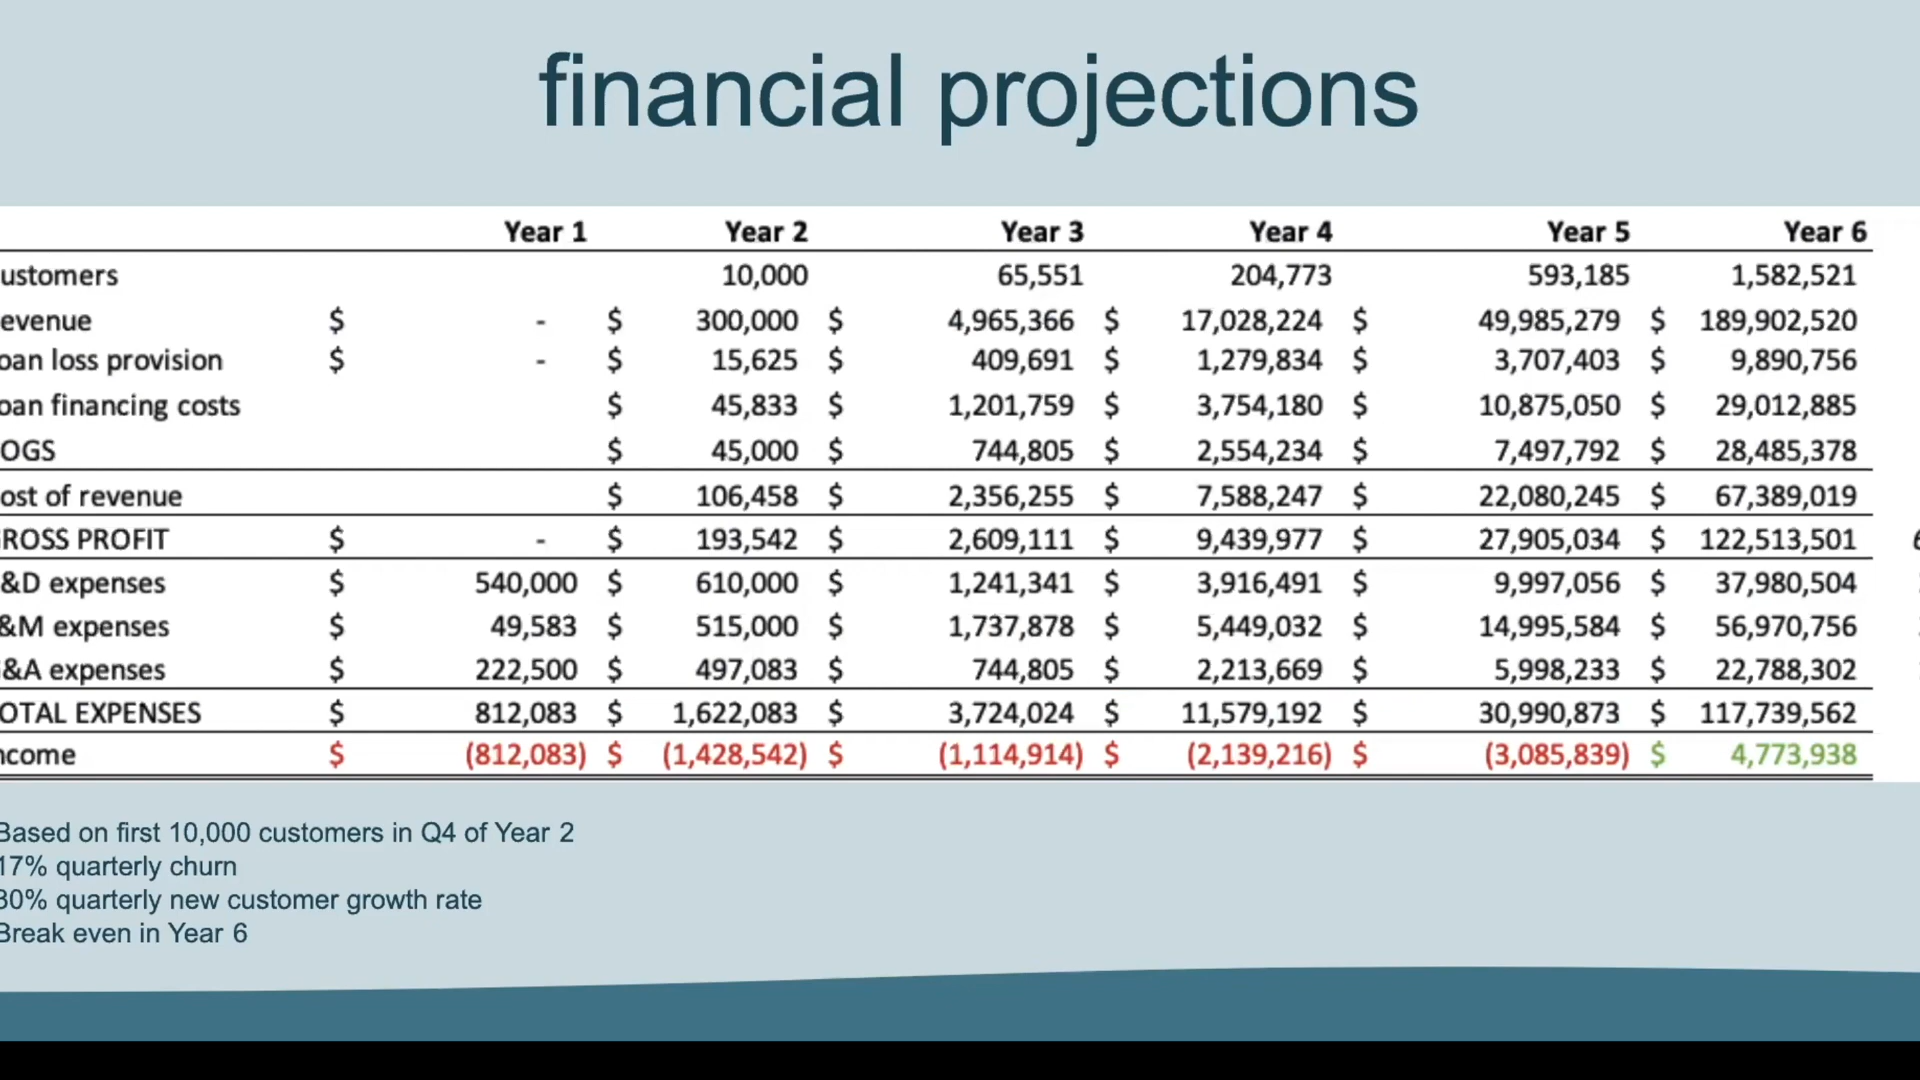 financial projections
Year 1 Year 2 Year 3 Year 4 Year 5 Year 6
ustomers 10,000 65,551 204,773 593,185 1,582,521
evenue $ - $ 300,000 $ 4,965,366 $ 17,028,224 $ 49,985,279 $ 189,902,520
oan loss provision $ - $ 15,625 $ 409,691 $ 1,279,834 $ 3,707,403 $ 9,890,756
oan financing costs $ 45,833 $ 1,201,759 $ 3,754,180 $ 10,875,050 $ 29,012,885
OGS $ 45,000 $ 744,805 $ 2,554,234 $ 7,497,792 $ 28,485,378
ost of revenue $ 106,458 $ 2,356,255 $ 7,588,247 $ 22,080,245 $ 67,389,019
ROSS PROFIT $ - $ 193,542 $ 2,609,111 $ 9,439,977 $ 27,905,034 $ 122,513,501
&D expenses $ 540,000 $ 610,000 $ 1,241,341 $ 3,916,491 $ 9,997,056 $ 37,980,504
&M expenses $ 49,583 $ 515,000 $ 1,737,878 $ 5,449,032 $ 14,995,584 $ 56,970,756
&A expenses $ 222,500 $ 497,083 $ 744,805 $ 2,213,669 $ 5,998,233 $ 22,788,302
OTAL EXPENSES $ 812,083 $ 1,622,083 $ 3,724,024 $ 11,579,192 $ 30,990,873 $ 117,739,562
ncome $ (812,083) $ (1,428,542) $ (1,114,914) $ (2,139,216) $ (3,085,839) $ 4,773,938
Based on first 10,000 customers in Q4 of Year 2
17% quarterly churn
30% quarterly new customer growth rate
Break even in Year 6